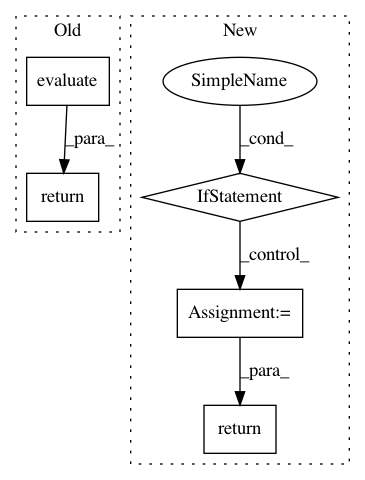 Old
New
evaluate
SimpleName
_para_
_cond_
return
IfStatement
_control_
Assignment:=
_para_
return